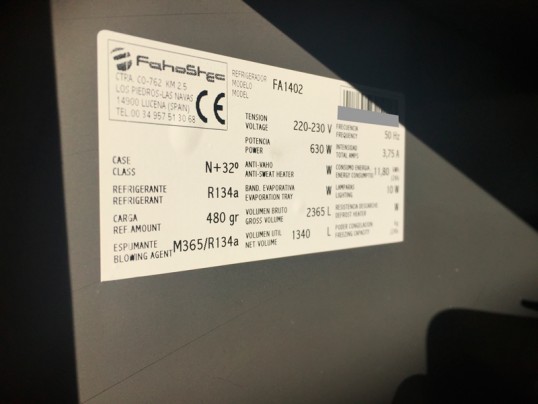 FahoStec
CTRA. CO-762 KM 2.5
LOS PIEDROS-LAS NAVAS
14900 LUCENA (SPAIN)
TEL. 00 34 957 51 30 68
CE
REFRIGERADOR
MODELO
MODEL
FA1402
TENSION
VOLTAGE
220-230 V
FRECUENCIA
FREQUENCY
50 Hz
POTENCIA
POWER
630 W
INTENSIDAD
TOTAL AMPS
3,75 A
CASE
CLASS
N+32º
ANTI-VAHO
ANTI-SWEAT HEATER
W
CONSUMO ENERGIA
ENERGY CONSUMPTION
11,80
REFRIGERANTE
REFRIGERANT
R134a
BAND. EVAPORATIVA
EVAPORATION TRAY
W
LAMPARAS
LIGHTING
10 W
CARGA
REF AMOUNT
480 gr
VOLUMEN BRUTO
GROSS VOLUME
2365 L
RESISTENCIA DESGUACE
DEFROST HEATER
W
ESPUMANTE
BLOWING AGENT
M365/R134a
VOLUMEN UTIL
NET VOLUME
1340 L
PODER CONGELACION
FREEZING CAPACITY